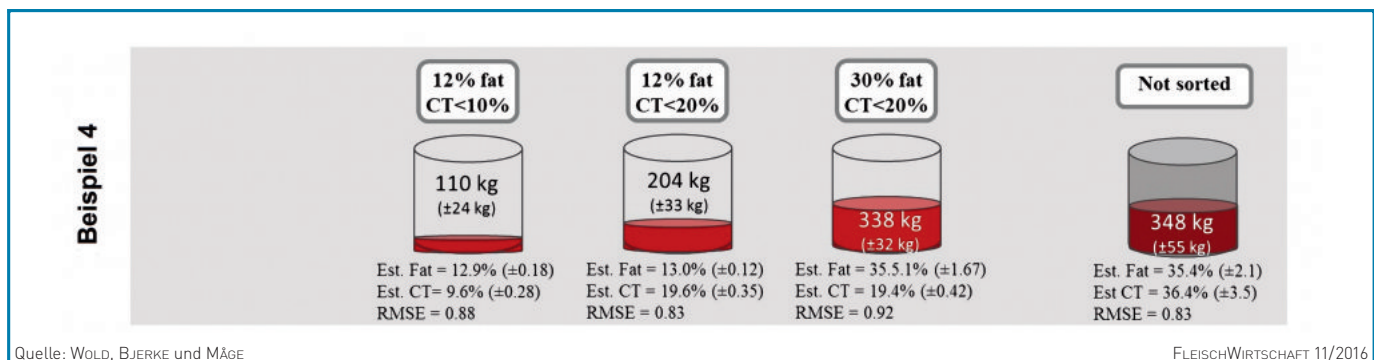 Beispiel 4
12% fat
CT<10%
110 kg
(±24 kg)
Est. Fat = 12.9% (±0.18)
Est. CT= 9.6% (±0.28)
RMSE = 0.88
12% fat
CT<20%
204 kg
(±33 kg)
Est. Fat = 13.0% (±0.12)
Est. CT = 19.6% (±0.35)
RMSE = 0.83
30% fat
CT<20%
338 kg
(±32 kg)
Est. Fat = 35.5.1% (±1.67)
Est. CT = 19.4% (±0.42)
RMSE = 0.92
Not sorted
348 kg
(±55 kg)
Est. Fat = 35.4% (±2.1)
Est CT = 36.4% (±3.5)
RMSE = 0.83
Quelle: WOLD, BJERKE und MÅGE
FLEISCHWIRTSCHAFT 11/2016